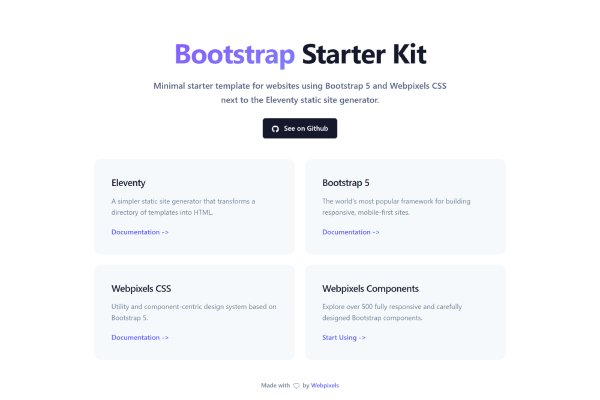 Bootstrap Starter Kit
Minimal starter template for websites using Bootstrap 5 and Webpixels CSS
next to the Eleventy static site generator.
See on Github
Eleventy
A simpler static site generator that transforms a
directory of templates into HTML.
Documentation ->
Bootstrap 5
The world's most popular framework for building
responsive, mobile-first sites.
Documentation ->
Webpixels CSS
Utility and component-centric design system based on
Bootstrap 5.
Documentation ->
Webpixels Components
Explore over 500 fully responsive and carefully
designed Bootstrap components.
Start Using ->
Made with ♡ by Webpixels